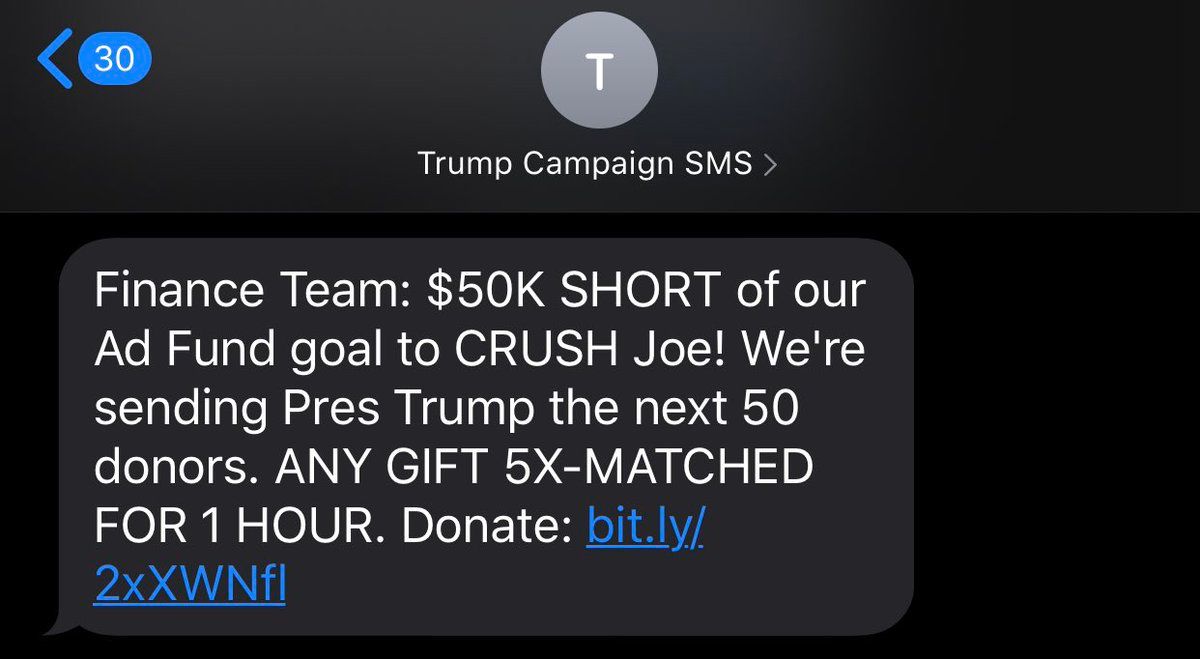 30
T
Trump Campaign SMS
Finance Team: $50K SHORT of our
Ad Fund goal to CRUSH Joe! We're
sending Pres Trump the next 50
donors. ANY GIFT 5X-MATCHED
FOR 1 HOUR. Donate: bit.ly/
2xXWNfl